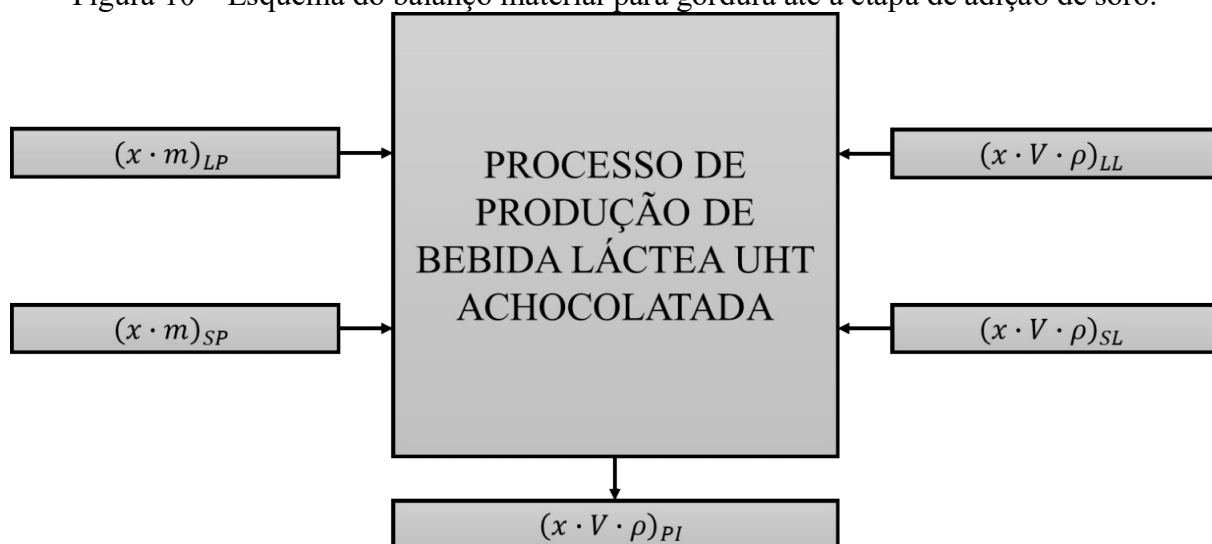 Figura 10 – Esquema do balanço material para gordura até a etapa de adição de soro.
(x · m)_{LP}
(x · V · ρ)_{LL}
PROCESSO DE
PRODUÇÃO DE
BEBIDA LÁCTEA UHT
ACHOCOLATADA
(x · m)_{SP}
(x · V · ρ)_{SL}
(x · V · ρ)_{PI}